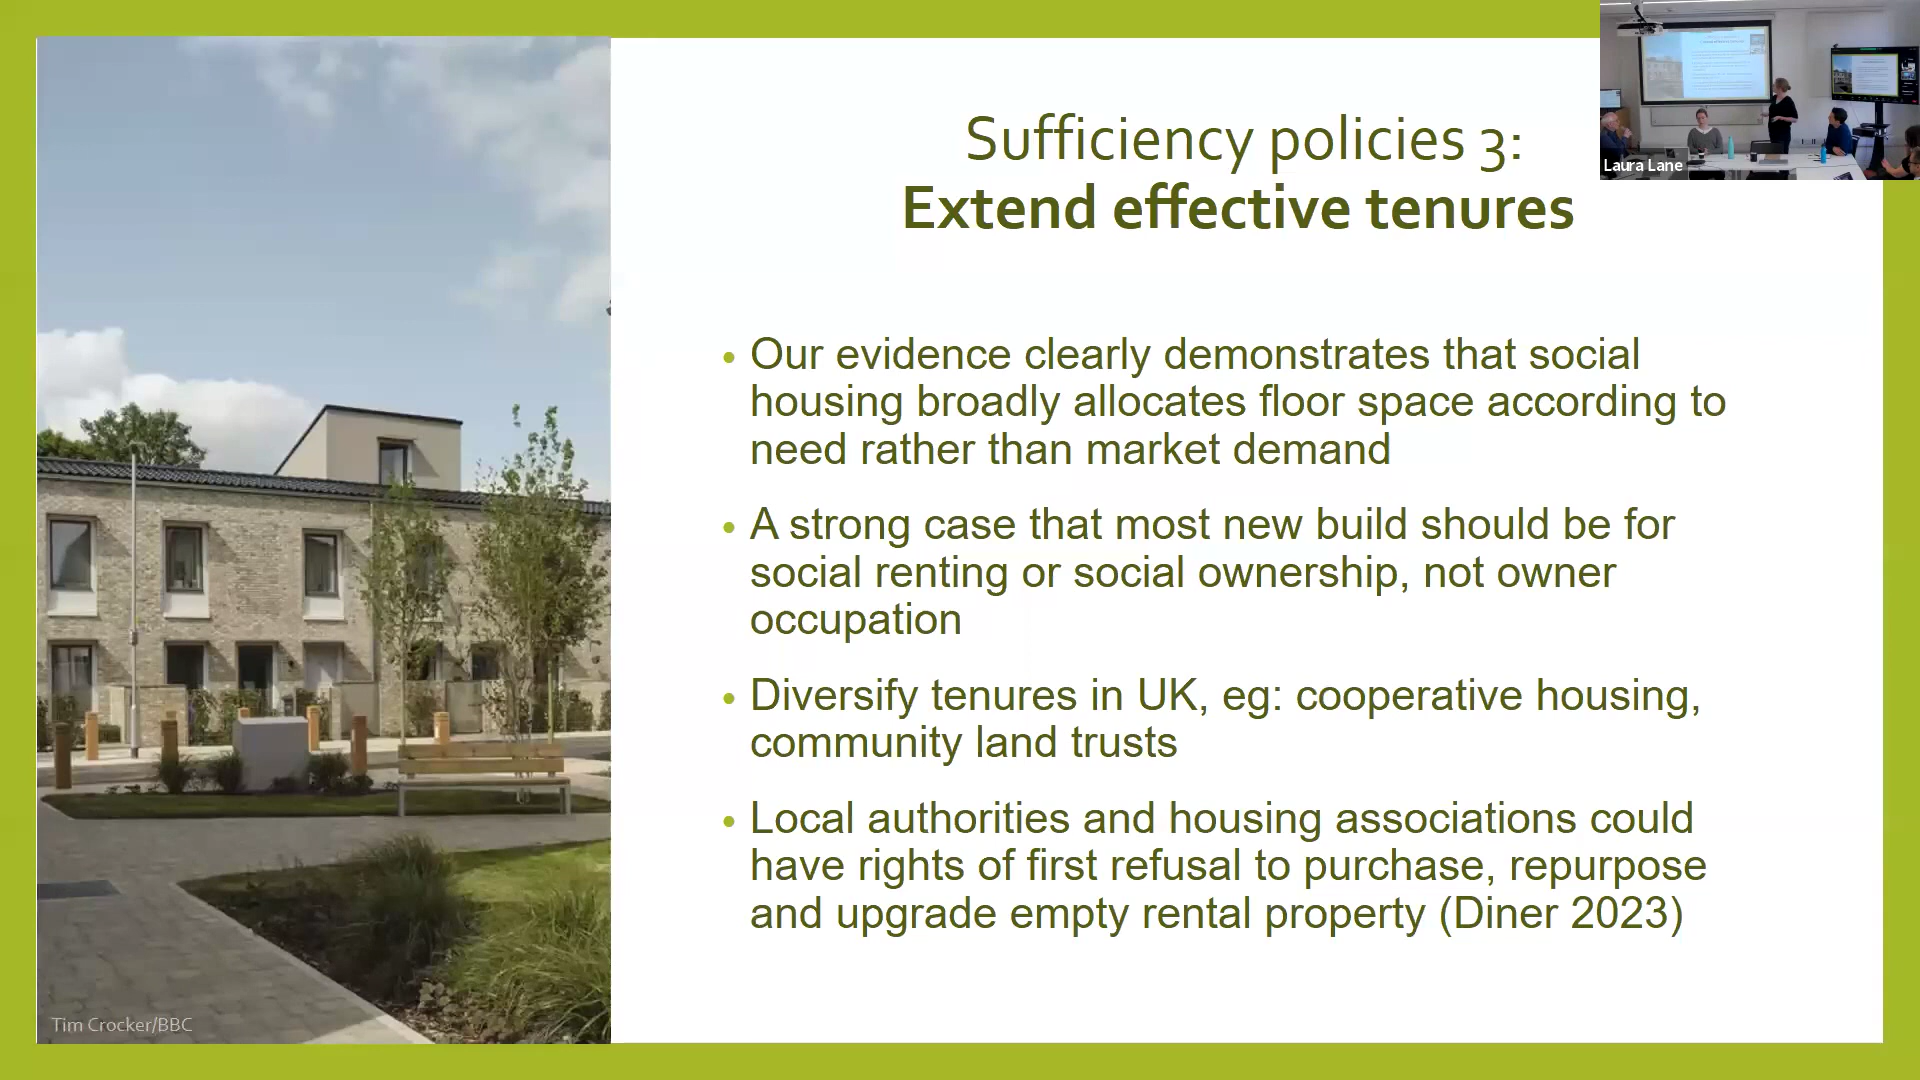 Sufficiency policies 3:
Extend effective tenures
• Our evidence clearly demonstrates that social
housing broadly allocates floor space according to
need rather than market demand
• A strong case that most new build should be for
social renting or social ownership, not owner
occupation
• Diversify tenures in UK, eg: cooperative housing,
community land trusts
• Local authorities and housing associations could
have rights of first refusal to purchase, repurpose
and upgrade empty rental property (Diner 2023)
Tim Crocker/BBC
Laura Lane